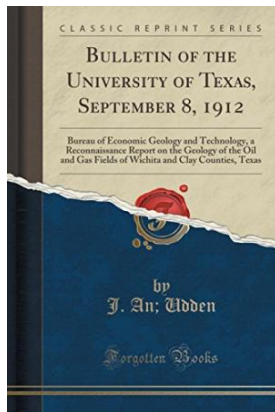 CLASSIC REPRINT SERIES
BULLETIN OF THE
UNIVERSITY OF TEXAS,
SEPTEMBER 8, 1912
Bureau of Economic Geology and Technology, a
Reconnaissance Report on the Geology of the Oil
and Gas Fields of Wichita and Clay Counties, Texas
by
J. An; Udden
Forgotten Books